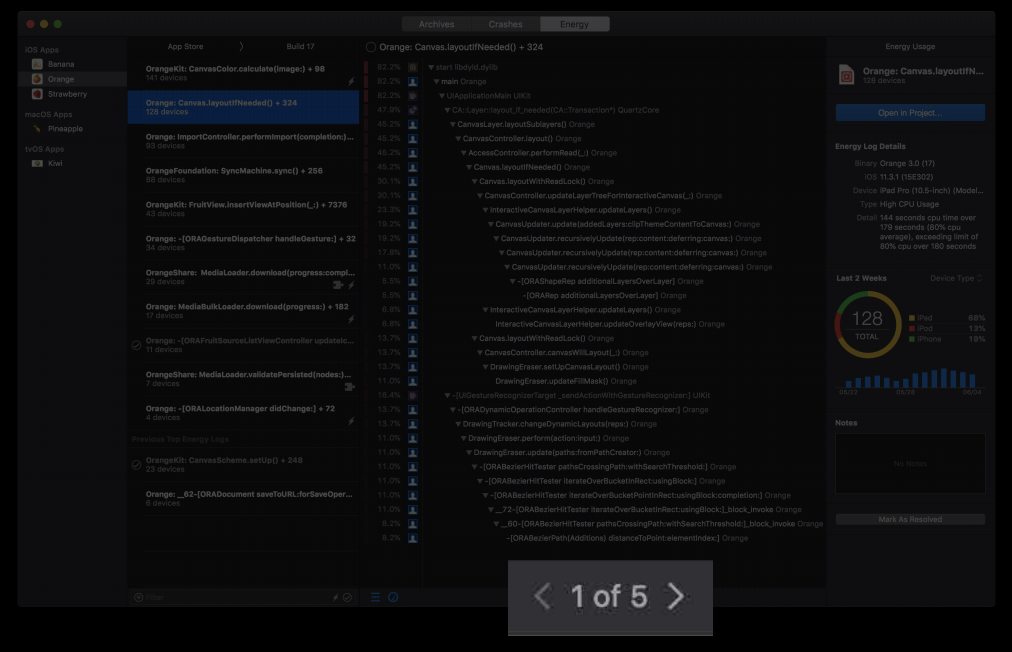 Archives Crashes Energy
iOS Apps
Banana
Orange
Strawberry
macOS Apps
Pineapple
tvOS Apps
Kiwi
App Store 〉 Build 17
OrangeKit: CanvasColor.calculate(image:) + 98
141 devices
Orange: Canvas.layoutIfNeeded() + 324
128 devices
Orange: ImportController.performImport(completion:)...
93 devices
OrangeFoundation: SyncMachine.sync() + 256
88 devices
OrangeKit: FruitView.insertViewAtPosition(_:) + 7376
43 devices
Orange: -[ORAGestureDispatcher handleGesture:] + 32
34 devices
OrangeShare: MediaLoader.download(progress:compl...
29 devices
Orange: MediaBulkLoader.download(progress:) + 182
17 devices
Orange: -[ORAFruitSourceListViewController updateIc...
11 devices
OrangeShare: MediaLoader.validatePersisted(nodes:)...
7 devices
Orange: -[ORALocationManager didChange:] + 72
4 devices
Previous Top Energy Logs
OrangeKit: CanvasScheme.setUp() + 248
23 devices
Orange: __62-[ORADocument saveToURL:forSaveOper...
6 devices
Filter
Orange: Canvas.layoutIfNeeded() + 324
82.2% start libdyld.dylib
82.2% main Orange
82.2% UIApplicationMain UIKit
47.9% CA::Layer::layout_if_needed(CA::Transaction*) QuartzCore
45.2% CanvasLayer.layoutSublayers() Orange
45.2% CanvasController.layout() Orange
45.2% AccessController.performRead(_:) Orange
45.2% Canvas.layoutIfNeeded() Orange
30.1% Canvas.layoutWithReadLock() Orange
30.1% CanvasController.updateLayerTreeForInteractiveCanvas(_:) Orange
23.3% InteractiveCanvasLayerHelper.updateLayers() Orange
19.2% CanvasUpdater.update(addedLayers:clipThemeContentToCanvas:) Orange
19.2% CanvasUpdater.recursivelyUpdate(rep:content:deferring:canvas:) Orange
17.8% CanvasUpdater.recursivelyUpdate(rep:content:deferring:canvas:) Orange
11.0% CanvasUpdater.recursivelyUpdate(rep:content:deferring:canvas:) Orange
5.5% -[ORAShapeRep additionalLayersOverLayer] Orange
5.5% -[ORARep additionalLayersOverLayer] Orange
6.8% InteractiveCanvasLayerHelper.updateLayers() Orange
6.8% InteractiveCanvasLayerHelper.updateOverlayView(reps:) Orange
13.7% Canvas.layoutWithReadLock() Orange
13.7% CanvasController.canvasWillLayout(_:) Orange
13.7% DrawingEraser.setUpCanvasLayout() Orange
11.0% DrawingEraser.updateFillMask() Orange
16.4% -[UIGestureRecognizerTarget _sendActionWithGestureRecognizer:] UIKit
13.7% -[ORADynamicOperationController handleGestureRecognizer:] Orange
13.7% DrawingTracker.changeDynamicLayouts(reps:) Orange
11.0% DrawingEraser.perform(action:input:) Orange
11.0% DrawingEraser.update(paths:fromPathCreator:) Orange
11.0% -[ORABezierHitTester pathsCrossingPath:withSearchThreshold:] Orange
11.0% -[ORABezierHitTester iterateOverBucketInRect:usingBlock:] Orange
11.0% -[ORABezierHitTester iterateOverBucketPointInRect:usingBlock:completion:] Orange
11.0% __72-[ORABezierHitTester iterateOverBucketInRect:usingBlock:]_block_invoke Orange
8.2% __60-[ORABezierHitTester pathsCrossingPath:withSearchThreshold:]_block_invoke Orange
8.2% -[ORABezierPath(Additions) distanceToPoint:elementIndex:] Orange
1 of 5
Energy Usage
Orange: Canvas.layoutIfN...
128 devices
Open in Project...
Energy Log Details
Binary Orange 3.0 (17)
iOS 11.3.1 (15E302)
Device iPad Pro (10.5-inch) (Model...
Type High CPU Usage
Detail 144 seconds cpu time over
179 seconds (80% cpu
average), exceeding limit of
80% cpu over 180 seconds
Last 2 Weeks Device Type
128
TOTAL
iPad 68%
iPod 13%
iPhone 19%
05/22 05/28 06/04
Notes
No Notes
Mark As Resolved